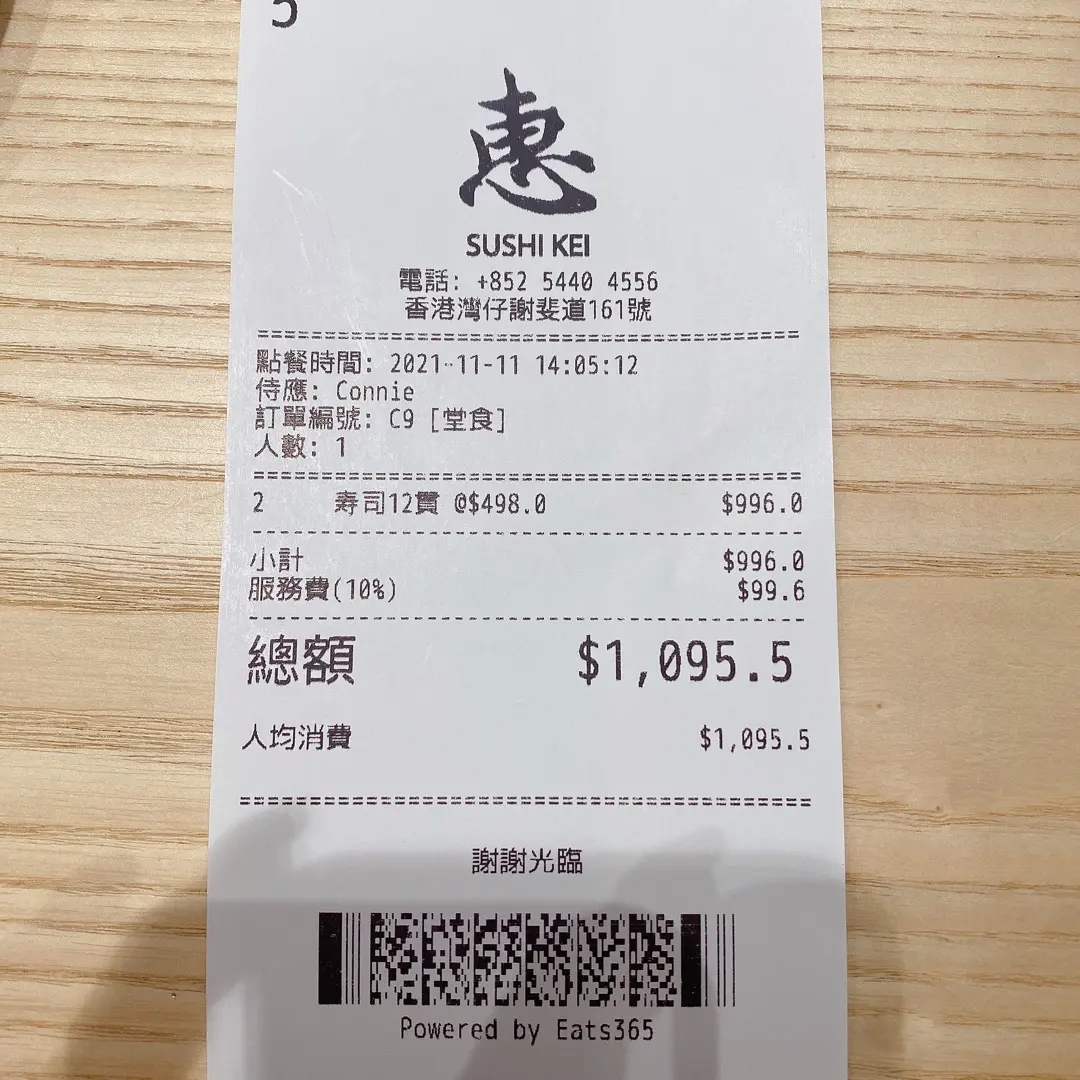 5
惠
SUSHI KEI
電話: +852 5440 4556
香港灣仔謝斐道161號
點餐時間: 2021-11-11 14:05:12
侍應: Connie
訂單編號: C9 [堂食]
人數: 1
2 寿司12貫 @$498.0 $996.0
小計 $996.0
服務費(10%) $99.6
總額 $1,095.5
人均消費 $1,095.5
謝謝光臨
Powered by Eats365